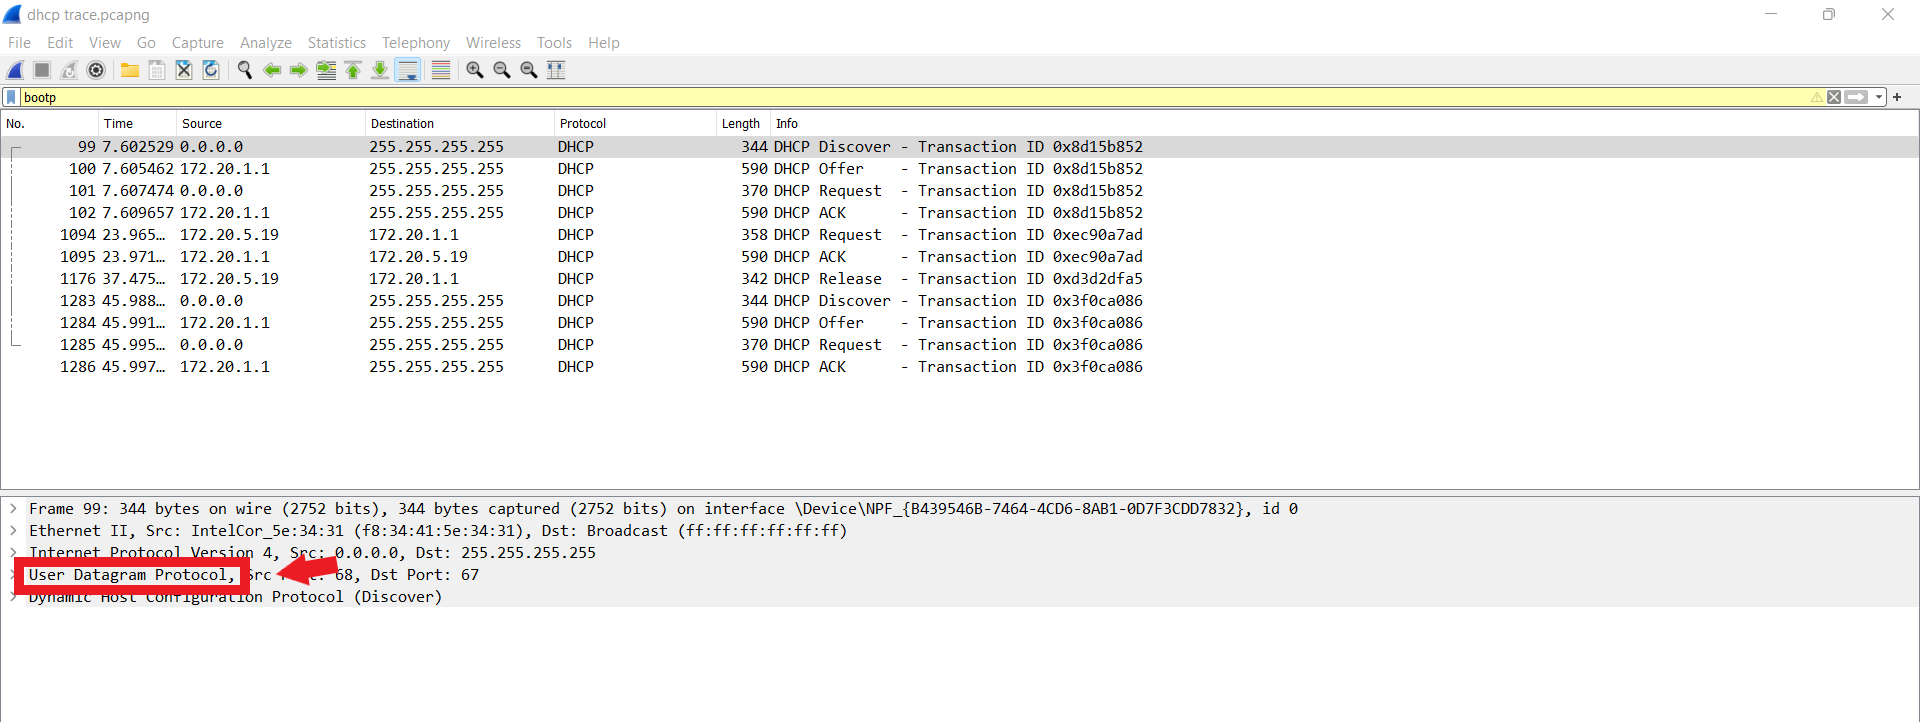 dhcp trace.pcapng
File Edit View Go Capture Analyze Statistics Telephony Wireless Tools Help
bootp
No. Time Source Destination Protocol Length Info
99 7.602529 0.0.0.0 255.255.255.255 DHCP 344 DHCP Discover - Transaction ID 0x8d15b852
100 7.605462 172.20.1.1 255.255.255.255 DHCP 590 DHCP Offer - Transaction ID 0x8d15b852
101 7.607474 0.0.0.0 255.255.255.255 DHCP 370 DHCP Request - Transaction ID 0x8d15b852
102 7.609657 172.20.1.1 255.255.255.255 DHCP 590 DHCP ACK - Transaction ID 0x8d15b852
1094 23.965… 172.20.5.19 172.20.1.1 DHCP 358 DHCP Request - Transaction ID 0xec90a7ad
1095 23.971… 172.20.1.1 172.20.5.19 DHCP 590 DHCP ACK - Transaction ID 0xec90a7ad
1176 37.475… 172.20.5.19 172.20.1.1 DHCP 342 DHCP Release - Transaction ID 0xd3d2dfa5
1283 45.988… 0.0.0.0 255.255.255.255 DHCP 344 DHCP Discover - Transaction ID 0x3f0ca086
1284 45.991… 172.20.1.1 255.255.255.255 DHCP 590 DHCP Offer - Transaction ID 0x3f0ca086
1285 45.995… 0.0.0.0 255.255.255.255 DHCP 370 DHCP Request - Transaction ID 0x3f0ca086
1286 45.997… 172.20.1.1 255.255.255.255 DHCP 590 DHCP ACK - Transaction ID 0x3f0ca086
Frame 99: 344 bytes on wire (2752 bits), 344 bytes captured (2752 bits) on interface \Device\NPF_{B439546B-7464-4CD6-8AB1-0D7F3CDD7832}, id 0
Ethernet II, Src: IntelCor_5e:34:31 (f8:34:41:5e:34:31), Dst: Broadcast (ff:ff:ff:ff:ff:ff)
Internet Protocol Version 4, Src: 0.0.0.0, Dst: 255.255.255.255
User Datagram Protocol, Src Port: 68, Dst Port: 67
Dynamic Host Configuration Protocol (Discover)